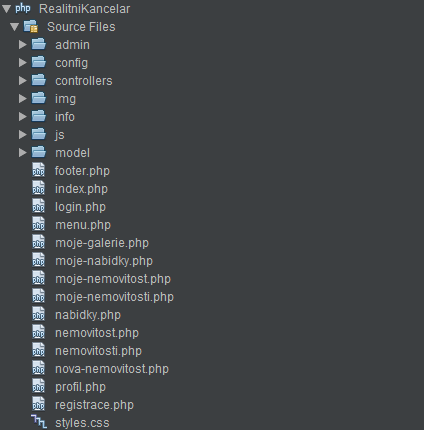 php RealitniKancelar
Source Files
admin
config
controllers
img
info
js
model
footer.php
index.php
login.php
menu.php
moje-galerie.php
moje-nabidky.php
moje-nemovitost.php
moje-nemovitosti.php
nabidky.php
nemovitost.php
nemovitosti.php
nova-nemovitost.php
profil.php
registrace.php
styles.css